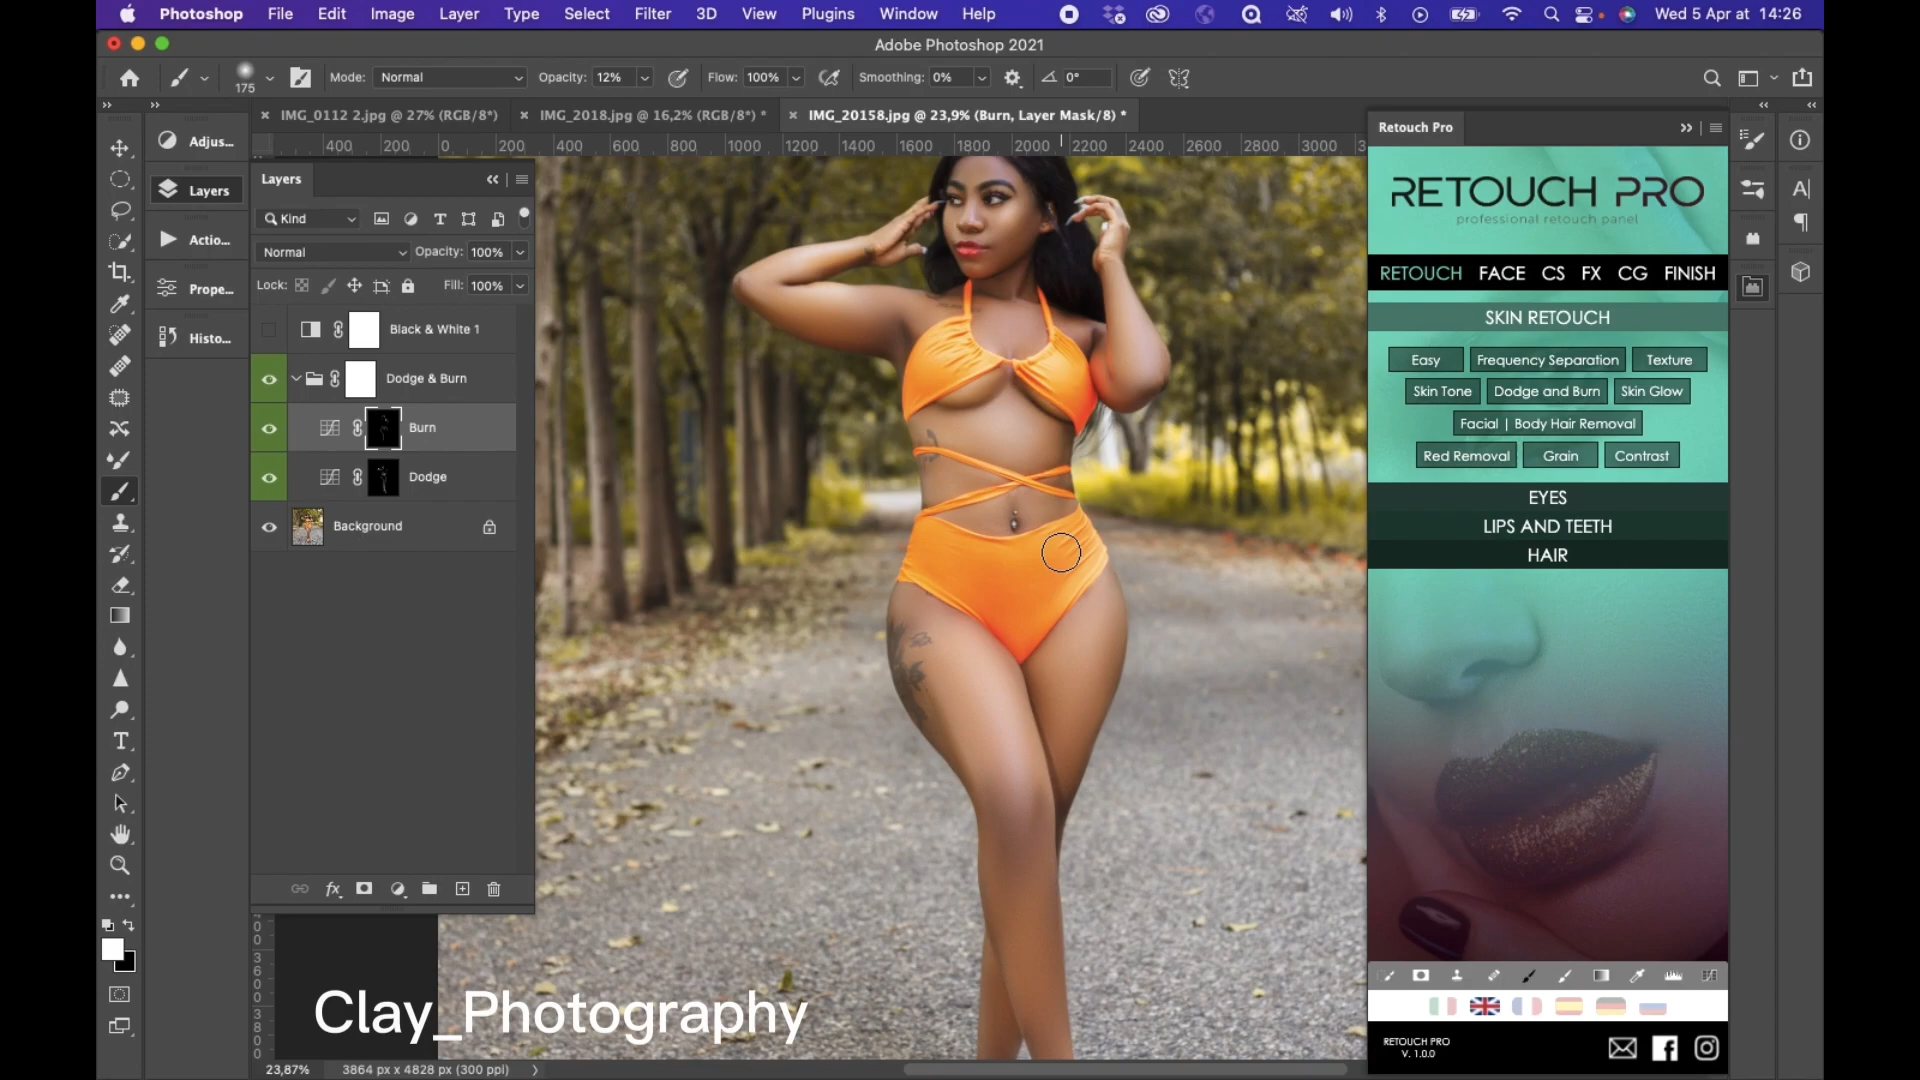 Photoshop File Edit Image Layer Type Select Filter 3D View Plugins Window Help Wed 5 Apr at 14:26
Adobe Photoshop 2021
175 Mode: Normal Opacity: 12% Flow: 100% Smoothing: 0% 0°
IMG_0112 2.jpg @ 27% (RGB/8*) IMG_2018.jpg @ 16,2% (RGB/8*) * IMG_20158.jpg @ 23,9% (Burn, Layer Mask/8) *
400 200 0 200 400 600 800 1000 1200 1400 1600 1800 2000 2200 2400 2600 2800 3000 3
Adjus...
Layers
Actio...
Prope...
Histo...
Layers
Kind
Normal Opacity: 100%
Lock: Fill: 100%
Black & White 1
Dodge & Burn
Burn
Dodge
Background
Retouch Pro
RETOUCH PRO
professional retouch panel
RETOUCH FACE CS FX CG FINISH
SKIN RETOUCH
Easy Frequency Separation Texture
Skin Tone Dodge and Burn Skin Glow
Facial | Body Hair Removal
Red Removal Grain Contrast
EYES
LIPS AND TEETH
HAIR
RETOUCH PRO
V. 1.0.0
Clay_Photography
23,87% 3864 px x 4828 px (300 ppi)